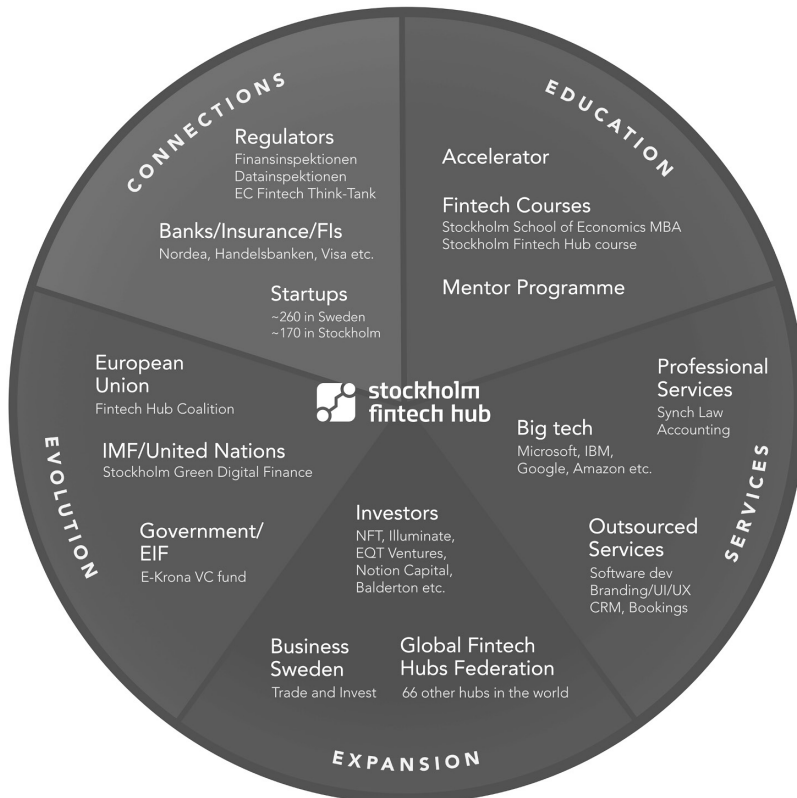 CONNECTIONS
Regulators
Finansinspektionen
Datainspektionen
EC Fintech Think-Tank
Banks/Insurance/FIs
Nordea, Handelsbanken, Visa etc.
Startups
~260 in Sweden
~170 in Stockholm
EDUCATION
Accelerator
Fintech Courses
Stockholm School of Economics MBA
Stockholm Fintech Hub course
Mentor Programme
stockholm
fintech hub
EVOLUTION
European
Union
Fintech Hub Coalition
IMF/United Nations
Stockholm Green Digital Finance
Government/
EIF
E-Krona VC fund
SERVICES
Professional
Services
Synch Law
Accounting
Big tech
Microsoft, IBM,
Google, Amazon etc.
Outsourced
Services
Software dev
Branding/UI/UX
CRM, Bookings
Investors
NFT, Illuminate,
EQT Ventures,
Notion Capital,
Balderton etc.
Business
Sweden
Trade and Invest
Global Fintech
Hubs Federation
66 other hubs in the world
EXPANSION